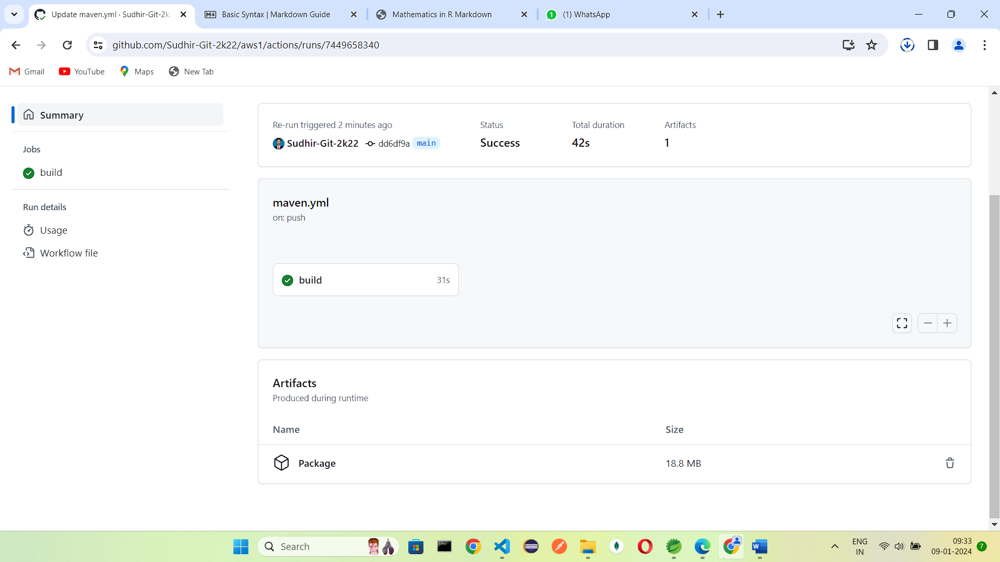 Update maven.yml · Sudhir-Git-2k
Basic Syntax | Markdown Guide
Mathematics in R Markdown
(1) WhatsApp
github.com/Sudhir-Git-2k22/aws1/actions/runs/7449658340
Gmail
YouTube
Maps
New Tab
Summary
Jobs
build
Run details
Usage
Workflow file
Re-run triggered 2 minutes ago
Sudhir-Git-2k22 dd6df9a main
Status
Success
Total duration
42s
Artifacts
1
maven.yml
on: push
build 31s
Artifacts
Produced during runtime
Name Size
Package 18.8 MB
Search
ENG
IN
09:33
09-01-2024
7